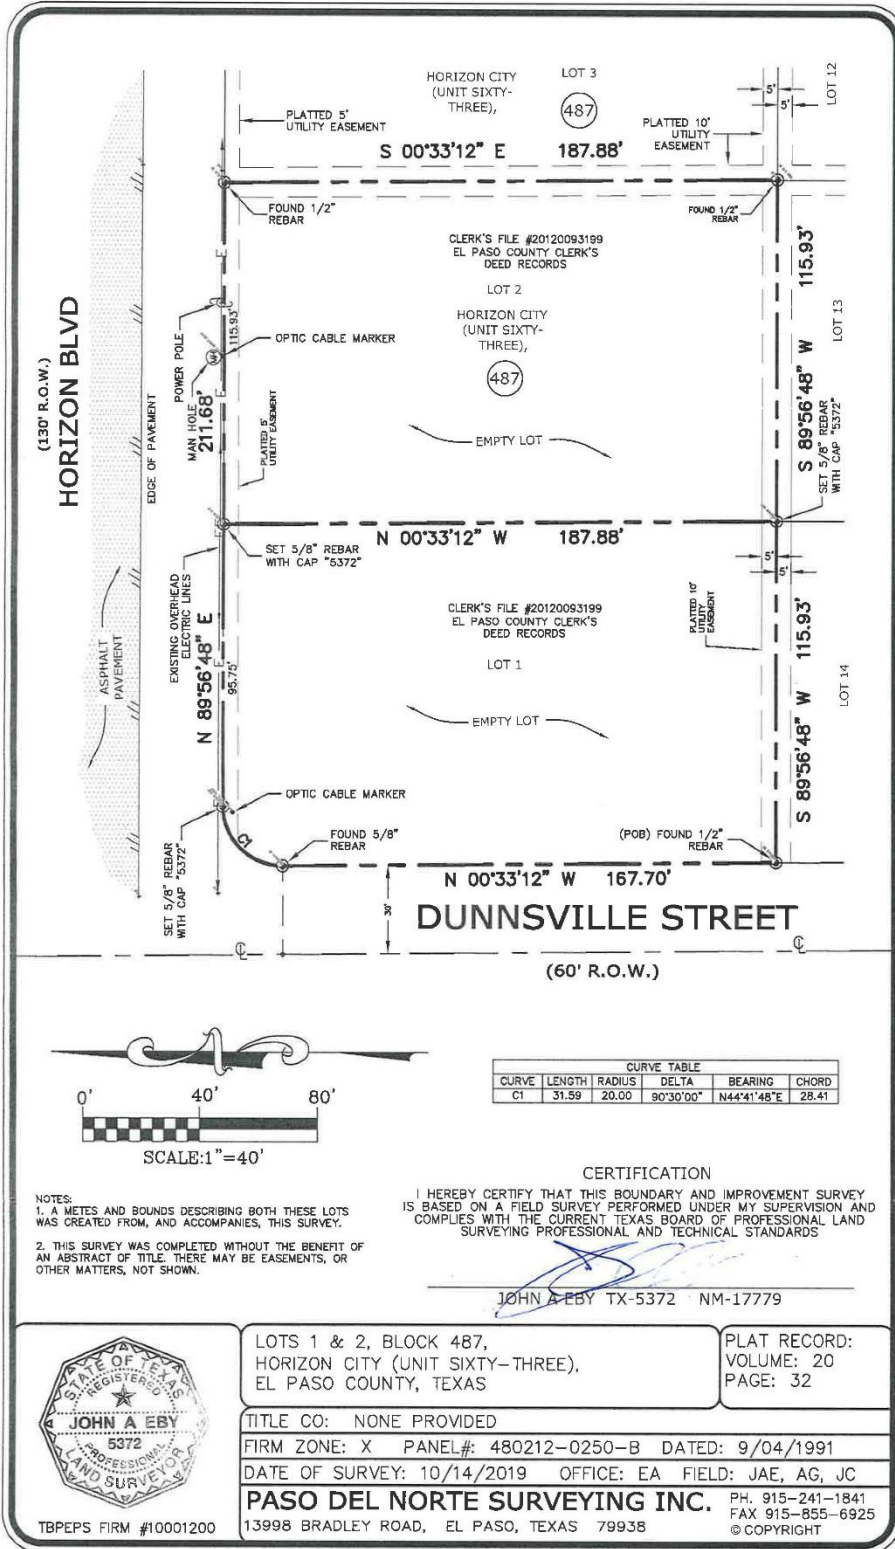 HORIZON CITY
(UNIT SIXTY-
THREE),
LOT 3
487
LOT 12
5'
5'
PLATTED 5'
UTILITY EASEMENT
PLATTED 10'
UTILITY
EASEMENT
S 00°33'12" E 187.88'
FOUND 1/2"
REBAR
FOUND 1/2"
REBAR
CLERK'S FILE #20120093199
EL PASO COUNTY CLERK'S
DEED RECORDS
LOT 2
HORIZON CITY
(UNIT SIXTY-
THREE),
487
S 89°56'48" W 115.93'
LOT 13
(130' R.O.W.)
HORIZON BLVD
EDGE OF PAVEMENT
POWER POLE
MAN HOLE
211.68'
115.93'
OPTIC CABLE MARKER
PLATTED 5'
UTILITY EASEMENT
EMPTY LOT
SET 5/8" REBAR
WITH CAP "5372"
N 00°33'12" W 187.88'
SET 5/8" REBAR
WITH CAP "5372"
5'
5'
EXISTING OVERHEAD
ELECTRIC LINES
N 89°56'48" E
95.75'
ASPHALT
PAVEMENT
CLERK'S FILE #20120093199
EL PASO COUNTY CLERK'S
DEED RECORDS
LOT 1
PLATTED 10'
UTILITY
EASEMENT
S 89°56'48" W 115.93'
LOT 14
EMPTY LOT
OPTIC CABLE MARKER
C1
FOUND 5/8"
REBAR
(POB) FOUND 1/2"
REBAR
SET 5/8" REBAR
WITH CAP "5372"
N 00°33'12" W 167.70'
30'
DUNNSVILLE STREET
(60' R.O.W.)
0' 40' 80'
SCALE:1"=40'
CURVE TABLE
CURVE LENGTH RADIUS DELTA BEARING CHORD
C1 31.59 20.00 90°30'00" N44°41'48"E 28.41
NOTES:
1. A METES AND BOUNDS DESCRIBING BOTH THESE LOTS
WAS CREATED FROM, AND ACCOMPANIES, THIS SURVEY.
2. THIS SURVEY WAS COMPLETED WITHOUT THE BENEFIT OF
AN ABSTRACT OF TITLE. THERE MAY BE EASEMENTS, OR
OTHER MATTERS, NOT SHOWN.
CERTIFICATION
I HEREBY CERTIFY THAT THIS BOUNDARY AND IMPROVEMENT SURVEY
IS BASED ON A FIELD SURVEY PERFORMED UNDER MY SUPERVISION AND
COMPLIES WITH THE CURRENT TEXAS BOARD OF PROFESSIONAL LAND
SURVEYING PROFESSIONAL AND TECHNICAL STANDARDS
JOHN A EBY TX-5372 NM-17779
STATE OF TEXAS
REGISTERED
JOHN A EBY
5372
PROFESSIONAL
LAND SURVEYOR
TBPEPS FIRM #10001200
LOTS 1 & 2, BLOCK 487,
HORIZON CITY (UNIT SIXTY-THREE),
EL PASO COUNTY, TEXAS
PLAT RECORD:
VOLUME: 20
PAGE: 32
TITLE CO: NONE PROVIDED
FIRM ZONE: X PANEL#: 480212-0250-B DATED: 9/04/1991
DATE OF SURVEY: 10/14/2019 OFFICE: EA FIELD: JAE, AG, JC
PASO DEL NORTE SURVEYING INC.
13998 BRADLEY ROAD, EL PASO, TEXAS 79938
PH. 915-241-1841
FAX 915-855-6925
© COPYRIGHT